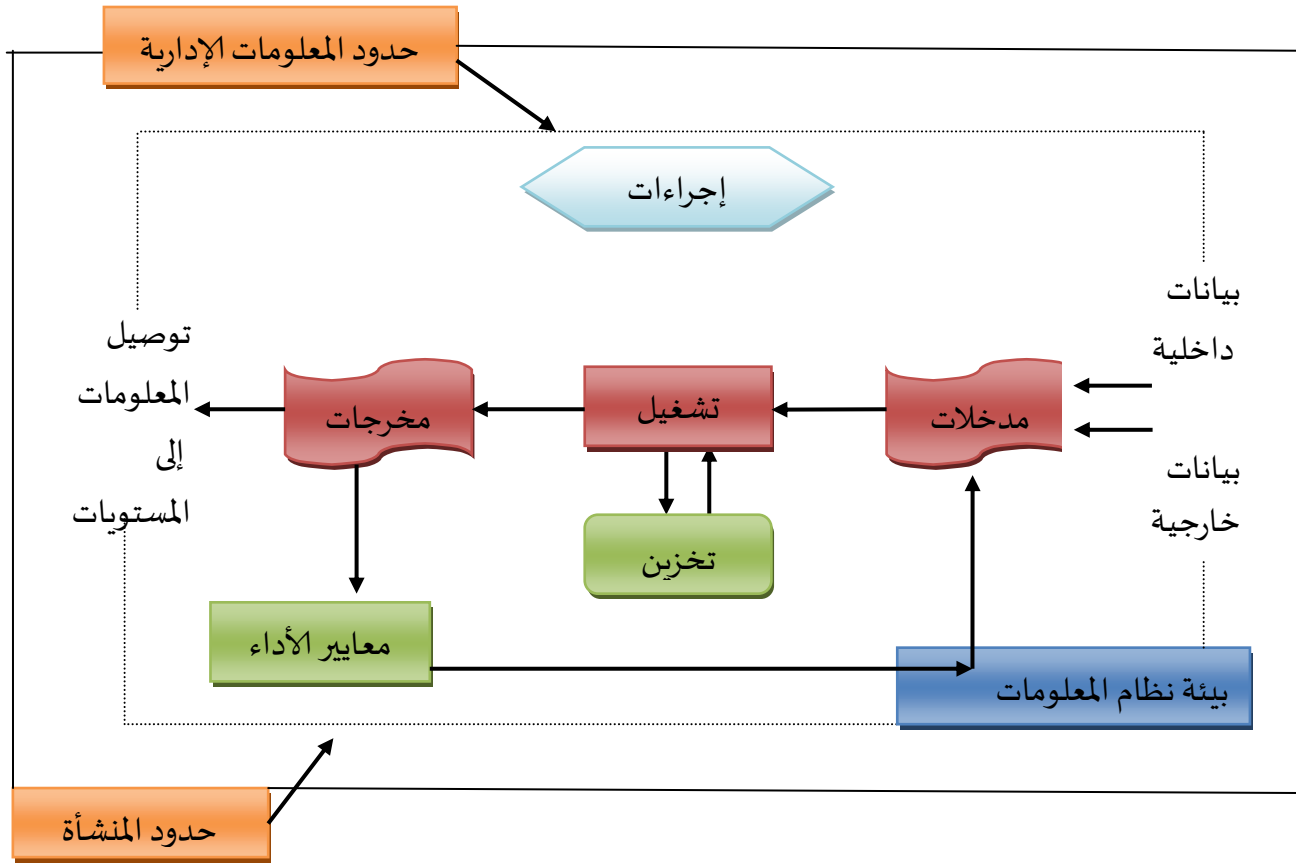 حدود المعلومات الإدارية
إجراءات
بيانات
داخلية
بيانات
خارجية
مدخلات
تشغيل
مخرجات
توصيل
المعلومات
إلى
المستويات
تخزين
معايير الأداء
بيئة نظام المعلومات
حدود المنشأة